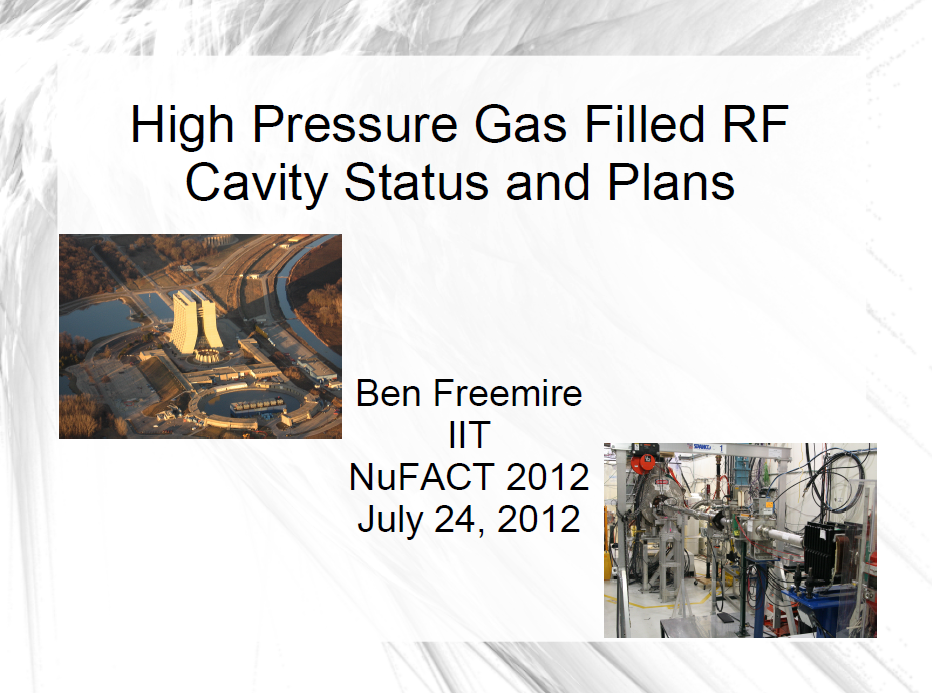 High Pressure Gas Filled RF
Cavity Status and Plans
Ben Freemire
IIT
NuFACT 2012
July 24, 2012